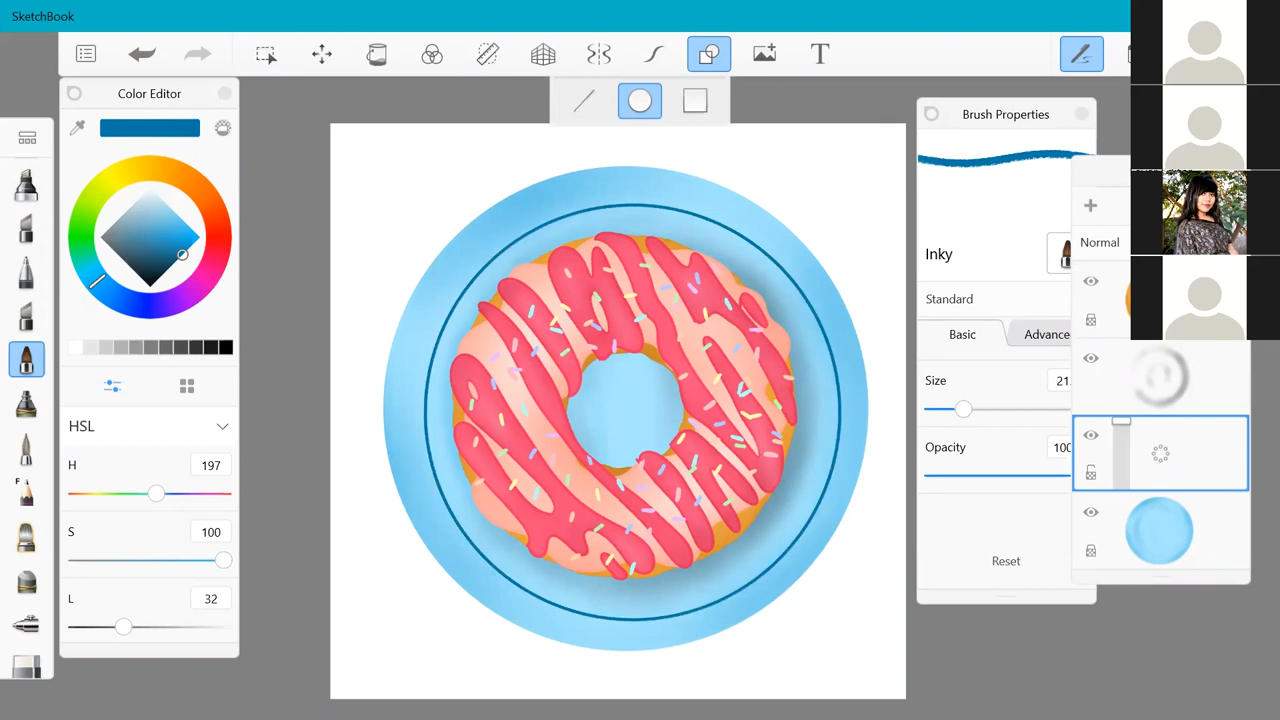 SketchBook
T
Color Editor
Brush Properties
Inky
Normal
Standard
Basic
Advance
HSL
Size
21.
H
197
Opacity
100
S
100
L
32
Reset
F